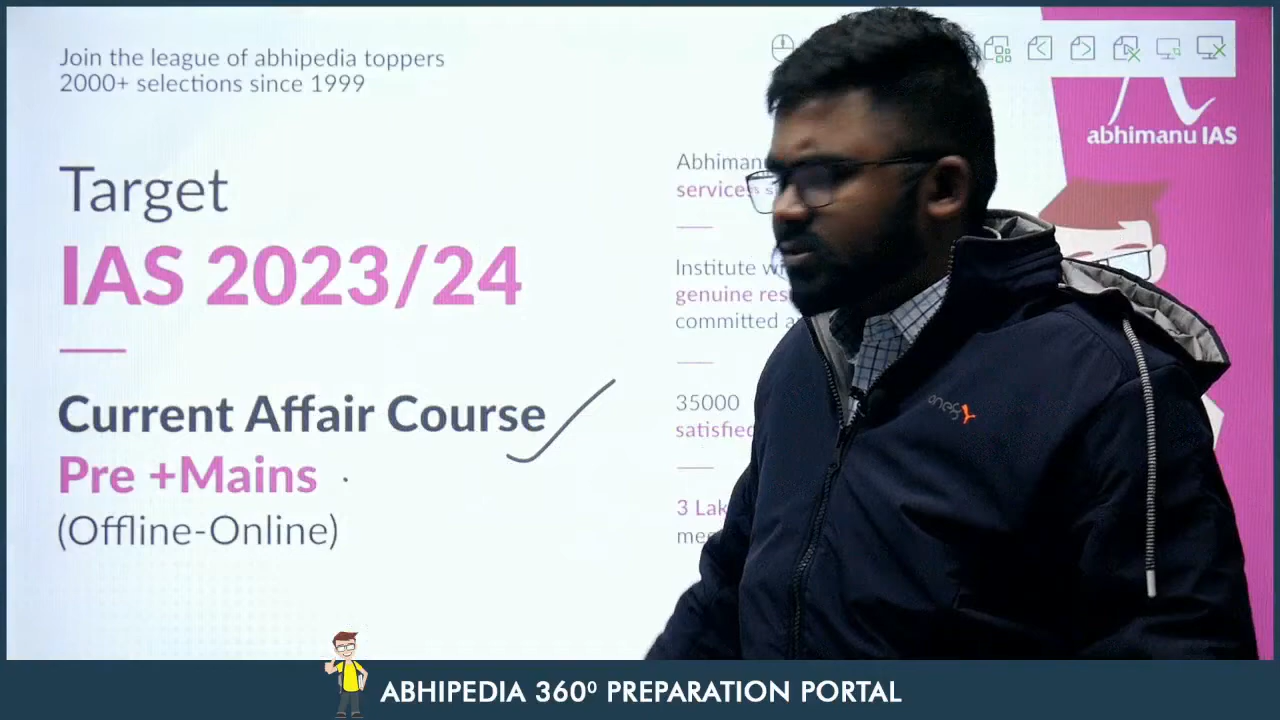 Join the league of abhipedia toppers
2000+ selections since 1999
Target
IAS 2023/24
Current Affair Course
Pre +Mains
(Offline-Online)
services
Institute
genuine
committed
35000
3
abhimanu IAS
ABHIPEDIA 360⁰ PREPARATION PORTAL